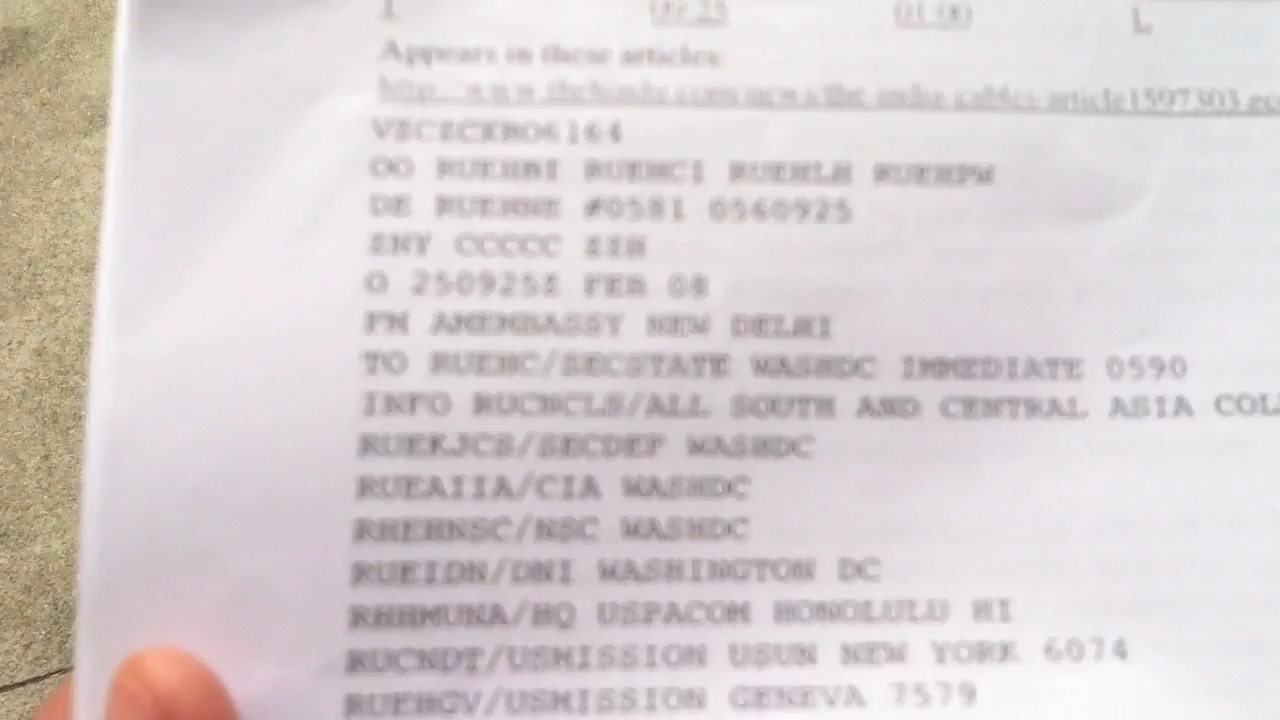 Appears in these articles:
VZCZCXRO6164
OO RUEHBI RUEHCI RUEHLH RUEHPW
DE RUEHNE #0581 0560925
ZNY CCCCC ZZH
O 250925Z FEB 08
FM AMEMBASSY NEW DELHI
TO RUEHC/SECSTATE WASHDC IMMEDIATE 0590
INFO RUCNCLS/ALL SOUTH AND CENTRAL ASIA COL
RUEKJCS/SECDEF WASHDC
RUEAIIA/CIA WASHDC
RHEHNSC/NSC WASHDC
RUEIDN/DNI WASHINGTON DC
RHHMUNA/HQ USPACOM HONOLULU HI
RUCNDT/USMISSION USUN NEW YORK 6074
RUEHGV/USMISSION GENEVA 7579